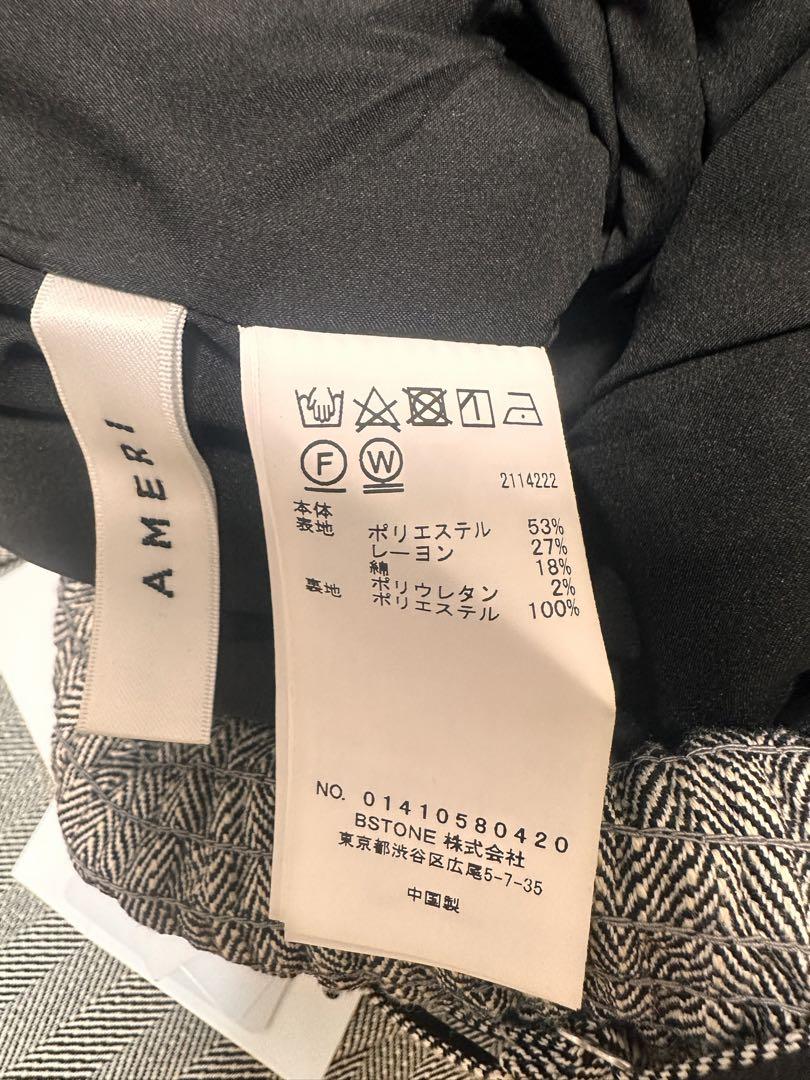 AMERI
F W
2114222
本体
表地 ポリエステル 53%
レーヨン 27%
綿 18%
ポリウレタン 2%
裏地 ポリエステル 100%
NO. 01410580420
BSTONE 株式会社
東京都渋谷区広尾5-7-35
中国製